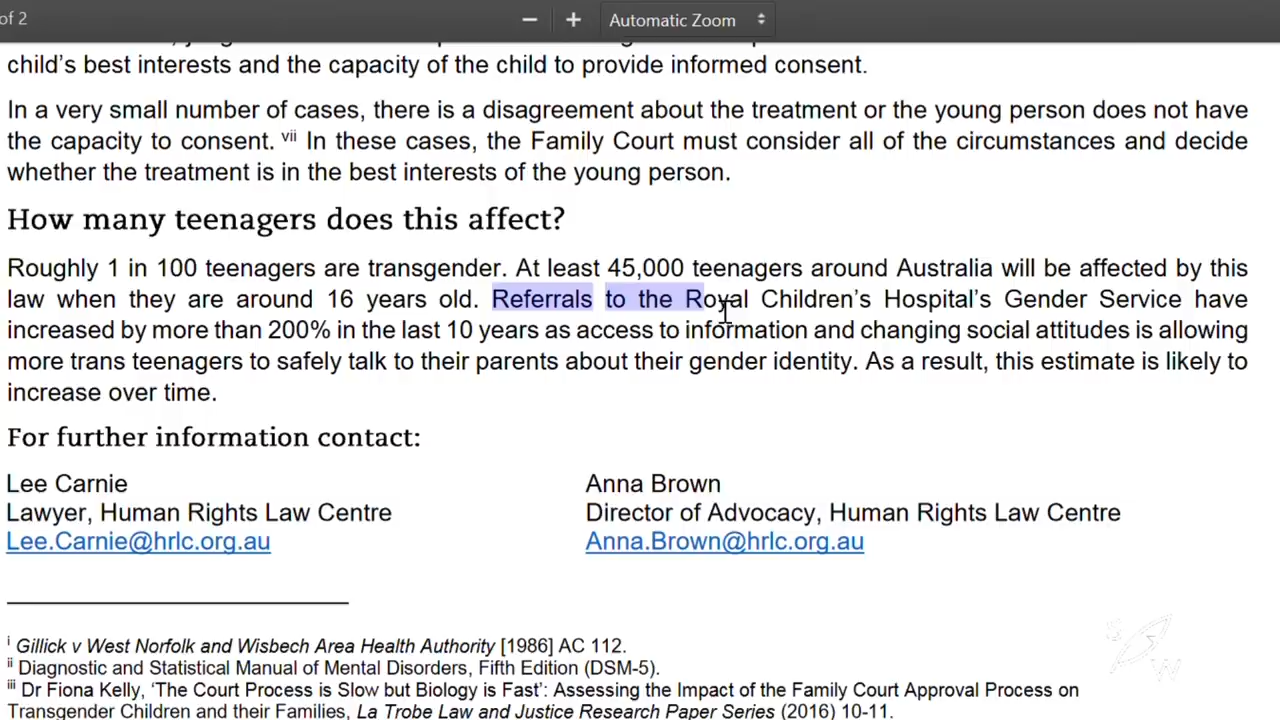 of 2
Automatic Zoom
child’s best interests and the capacity of the child to provide informed consent.
In a very small number of cases, there is a disagreement about the treatment or the young person does not have
the capacity to consent. vii In these cases, the Family Court must consider all of the circumstances and decide
whether the treatment is in the best interests of the young person.
How many teenagers does this affect?
Roughly 1 in 100 teenagers are transgender. At least 45,000 teenagers around Australia will be affected by this
law when they are around 16 years old. Referrals to the Royal Children’s Hospital’s Gender Service have
increased by more than 200% in the last 10 years as access to information and changing social attitudes is allowing
more trans teenagers to safely talk to their parents about their gender identity. As a result, this estimate is likely to
increase over time.
For further information contact:
Lee Carnie
Lawyer, Human Rights Law Centre
Lee.Carnie@hrlc.org.au
Anna Brown
Director of Advocacy, Human Rights Law Centre
Anna.Brown@hrlc.org.au
i Gillick v West Norfolk and Wisbech Area Health Authority [1986] AC 112.
ii Diagnostic and Statistical Manual of Mental Disorders, Fifth Edition (DSM-5).
iii Dr Fiona Kelly, ‘The Court Process is Slow but Biology is Fast’: Assessing the Impact of the Family Court Approval Process on
Transgender Children and their Families, La Trobe Law and Justice Research Paper Series (2016) 10-11.
S
W